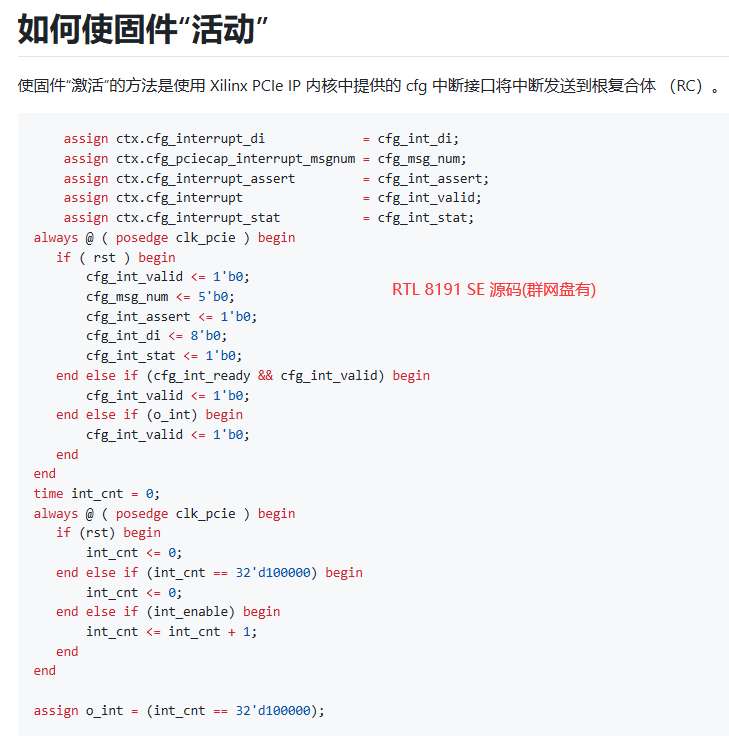 如何使固件“活动”
使固件“激活”的方法是使用 Xilinx PCIe IP 内核中提供的 cfg 中断接口将中断发送到根复合体 （RC）。
    assign ctx.cfg_interrupt_di             = cfg_int_di;
    assign ctx.cfg_pciecap_interrupt_msgnum = cfg_msg_num;
    assign ctx.cfg_interrupt_assert         = cfg_int_assert;
    assign ctx.cfg_interrupt                = cfg_int_valid;
    assign ctx.cfg_interrupt_stat           = cfg_int_stat;
always @ ( posedge clk_pcie ) begin
   if ( rst ) begin
       cfg_int_valid <= 1'b0;
       cfg_msg_num <= 5'b0;
RTL 8191 SE 源码(群网盘有)
       cfg_int_assert <= 1'b0;
       cfg_int_di <= 8'b0;
       cfg_int_stat <= 1'b0;
   end else if (cfg_int_ready && cfg_int_valid) begin
       cfg_int_valid <= 1'b0;
   end else if (o_int) begin
       cfg_int_valid <= 1'b0;
   end
end
time int_cnt = 0;
always @ ( posedge clk_pcie ) begin
   if (rst) begin
       int_cnt <= 0;
   end else if (int_cnt == 32'd100000) begin
       int_cnt <= 0;
   end else if (int_enable) begin
       int_cnt <= int_cnt + 1;
   end
end
assign o_int = (int_cnt == 32'd100000);